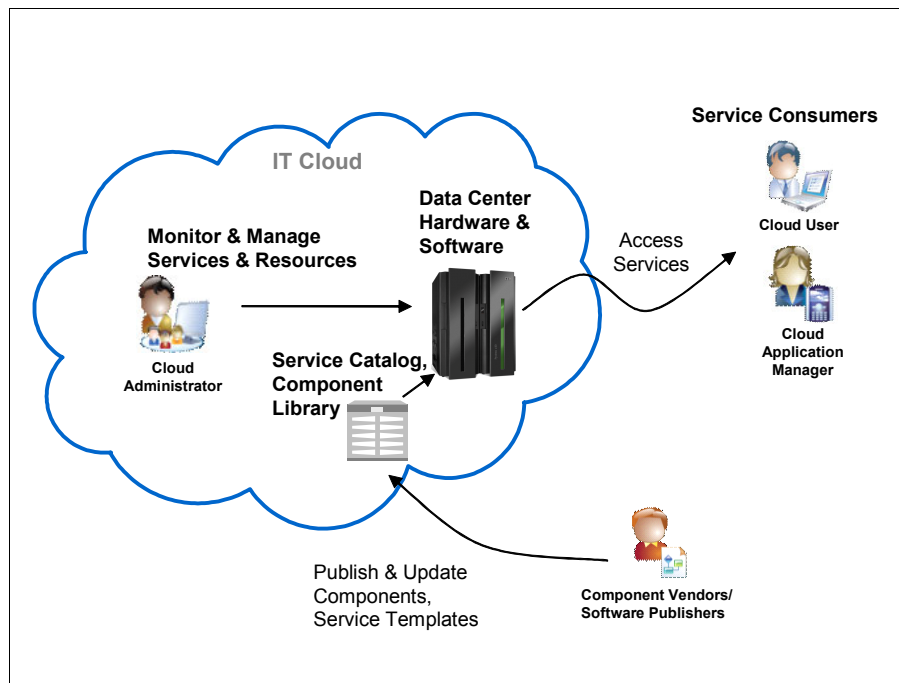 Service Consumers
IT Cloud
Data Center
Hardware &
Software
Cloud User
Monitor & Manage
Services & Resources
Access
Services
Cloud
Application
Manager
Cloud
Administrator
Service Catalog,
Component
Library
Publish & Update
Components,
Service Templates
Component Vendors/
Software Publishers